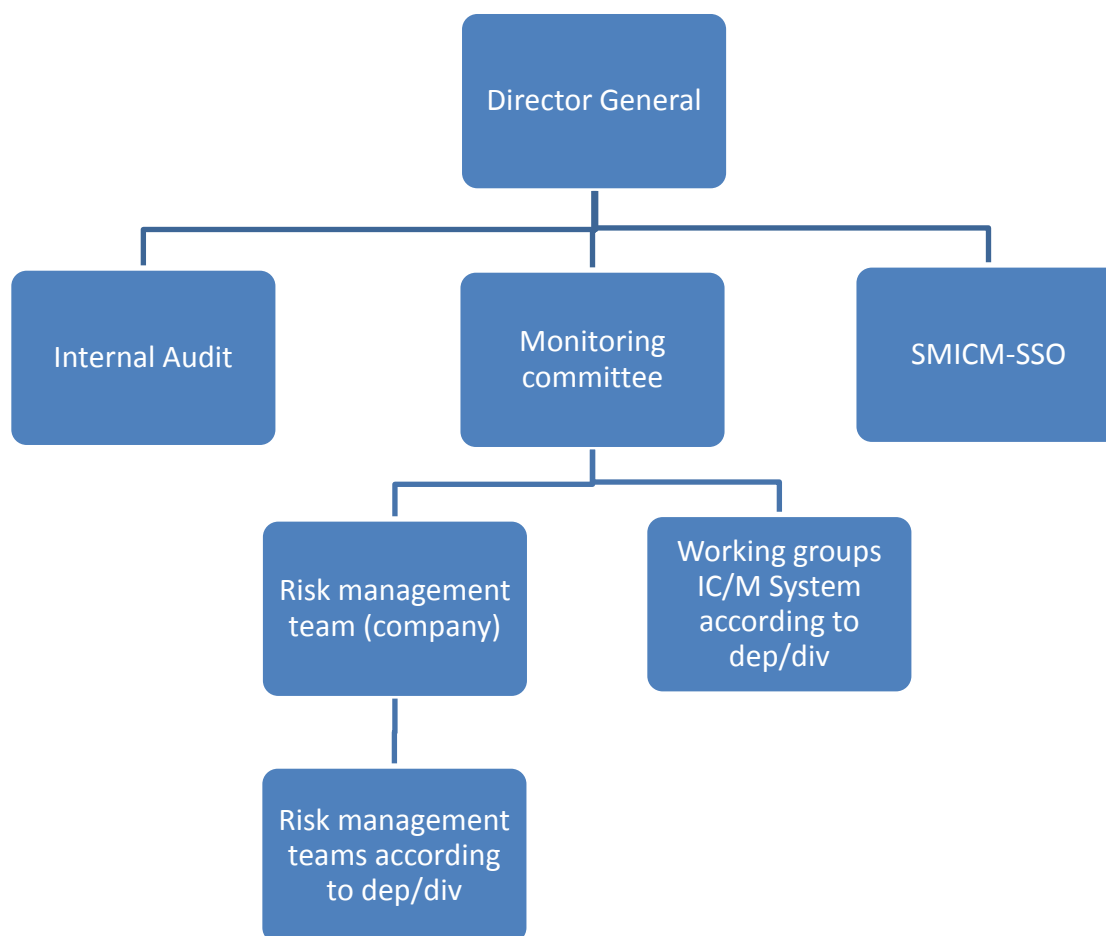 Director General
Internal Audit
Monitoring
committee
SMICM-SSO
Risk management
team (company)
Working groups
IC/M System
according to
dep/div
Risk management
teams according
to dep/div